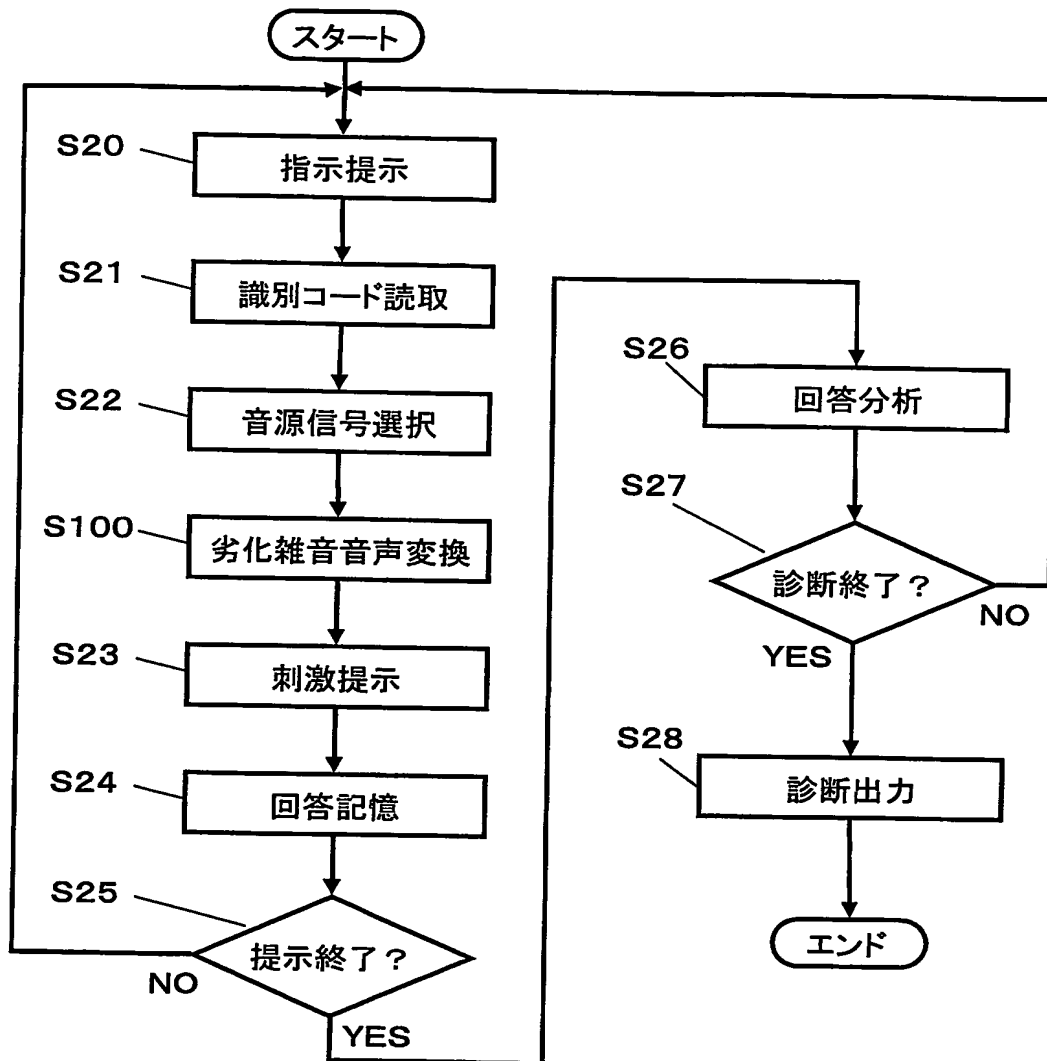 スタート
S20
指示提示
S21
識別コード読取
S22
音源信号選択
S100
劣化雑音音声変換
S23
刺激提示
S24
回答記憶
S25
提示終了？
NO
YES
S26
回答分析
S27
診断終了？
NO
YES
S28
診断出力
エンド